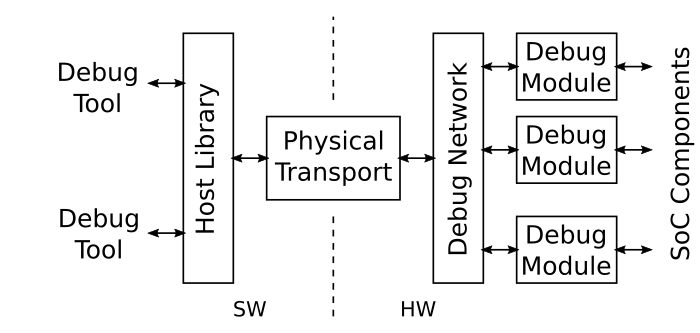 Debug
Tool
Debug
Tool
Host Library
Physical
Transport
Debug Network
Debug
Module
Debug
Module
Debug
Module
SoC Components
SW
HW